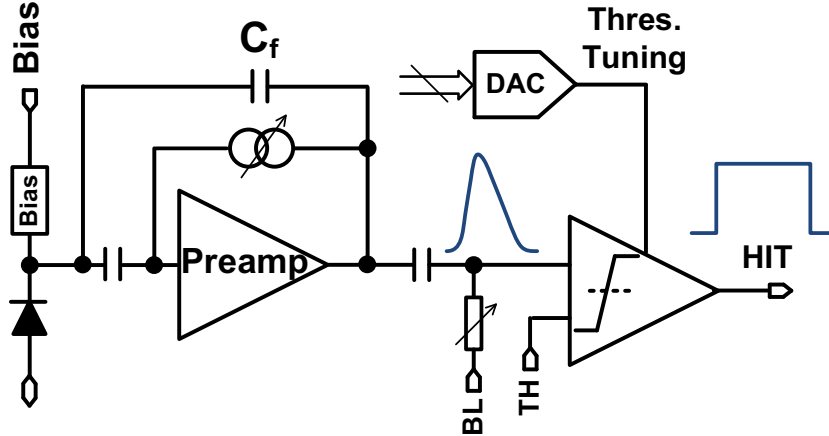 Bias
Cf
Thres.
Tuning
DAC
Bias
Preamp
HIT
BL
TH